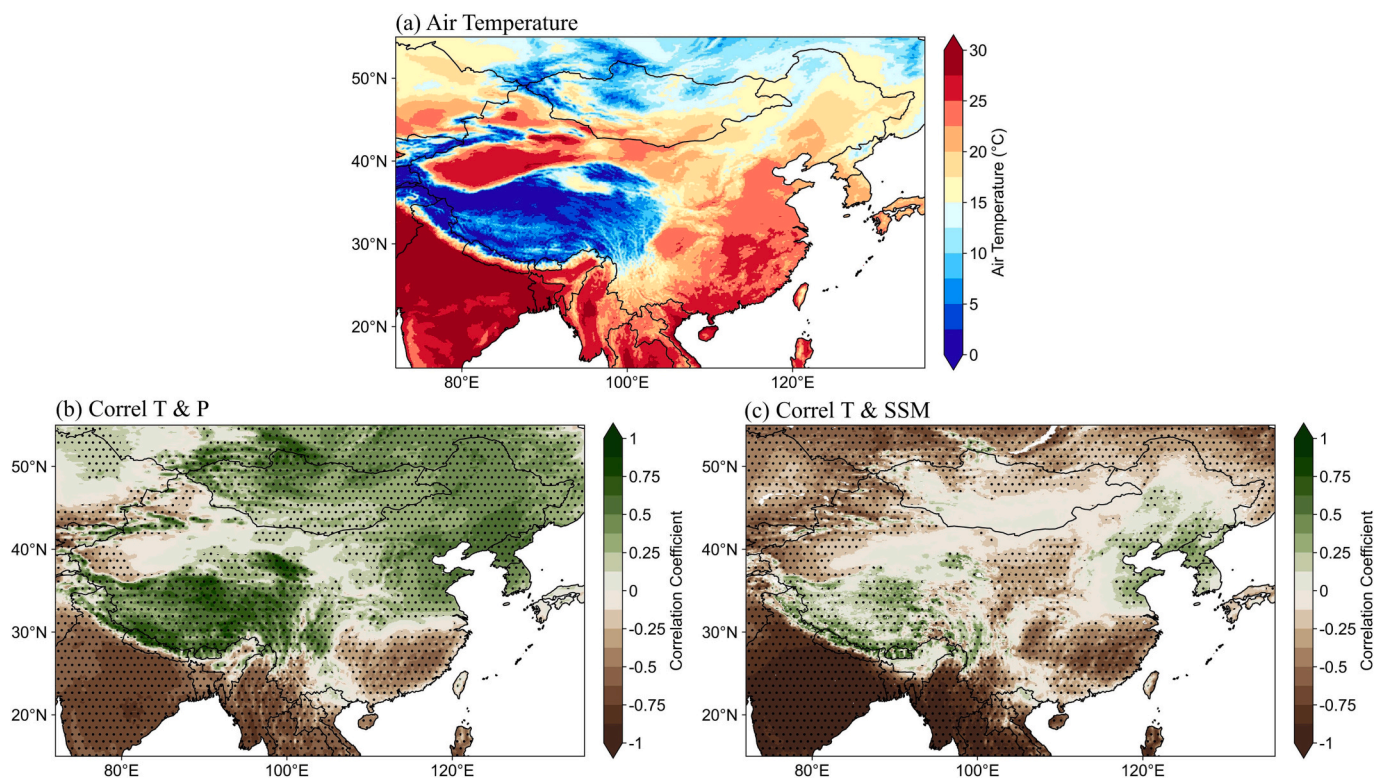 (a) Air Temperature
50°N
40°N
30°N
20°N
80°E
100°E
120°E
30
25
20
15
10
5
0
Air Temperature (°C)
(b) Correl T & P
50°N
40°N
30°N
20°N
80°E
100°E
120°E
1
0.75
0.5
0.25
0
-0.25
-0.5
-0.75
-1
Correlation Coefficient
(c) Correl T & SSM
50°N
40°N
30°N
20°N
80°E
100°E
120°E
1
0.75
0.5
0.25
0
-0.25
-0.5
-0.75
-1
Correlation Coefficient